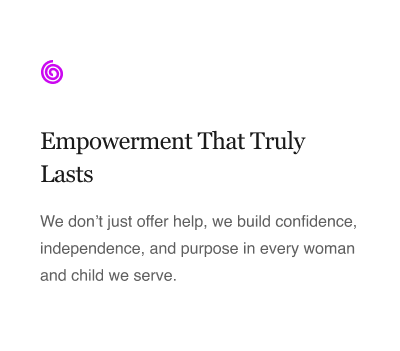 Empowerment That Truly
Lasts
We don’t just offer help, we build confidence,
independence, and purpose in every woman
and child we serve.